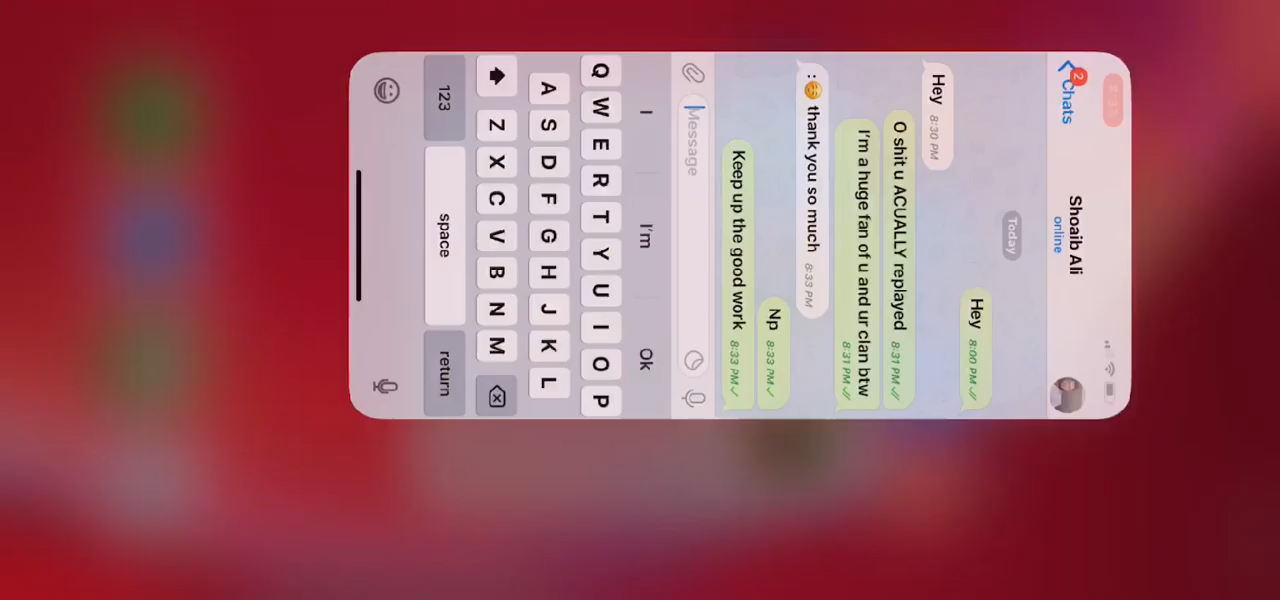 2
Chats
Shoaib Ali
online
Today
Hey 8:00 PM
Hey 8:30 PM
O shit u ACUALLY replayed 8:31 PM
I'm a huge fan of u and ur clan btw
8:31 PM
:😊 thank you so much 8:33 PM
Np 8:33 PM
Keep up the good work 8:33 PM
Message
I I'm Ok
Q W E R T Y U I O P
A S D F G H J K L
Z X C V B N M
123 space return